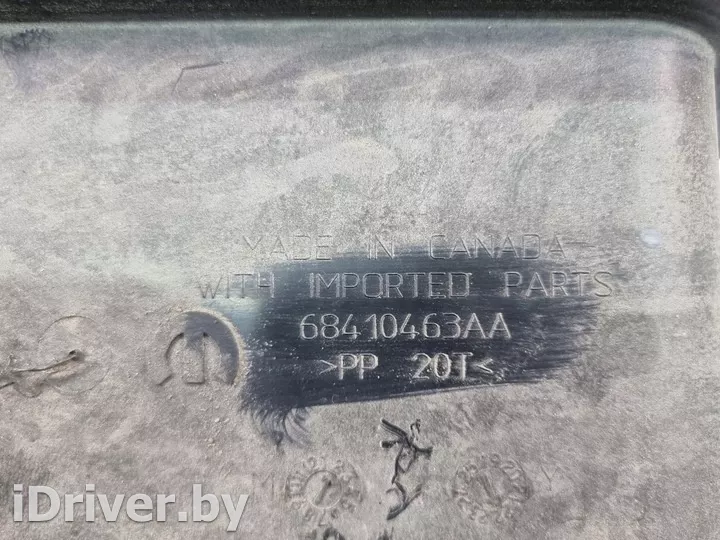 MADE IN CANADA
WITH IMPORTED PARTS
68410463AA
>PP 20T<
iDriver.by